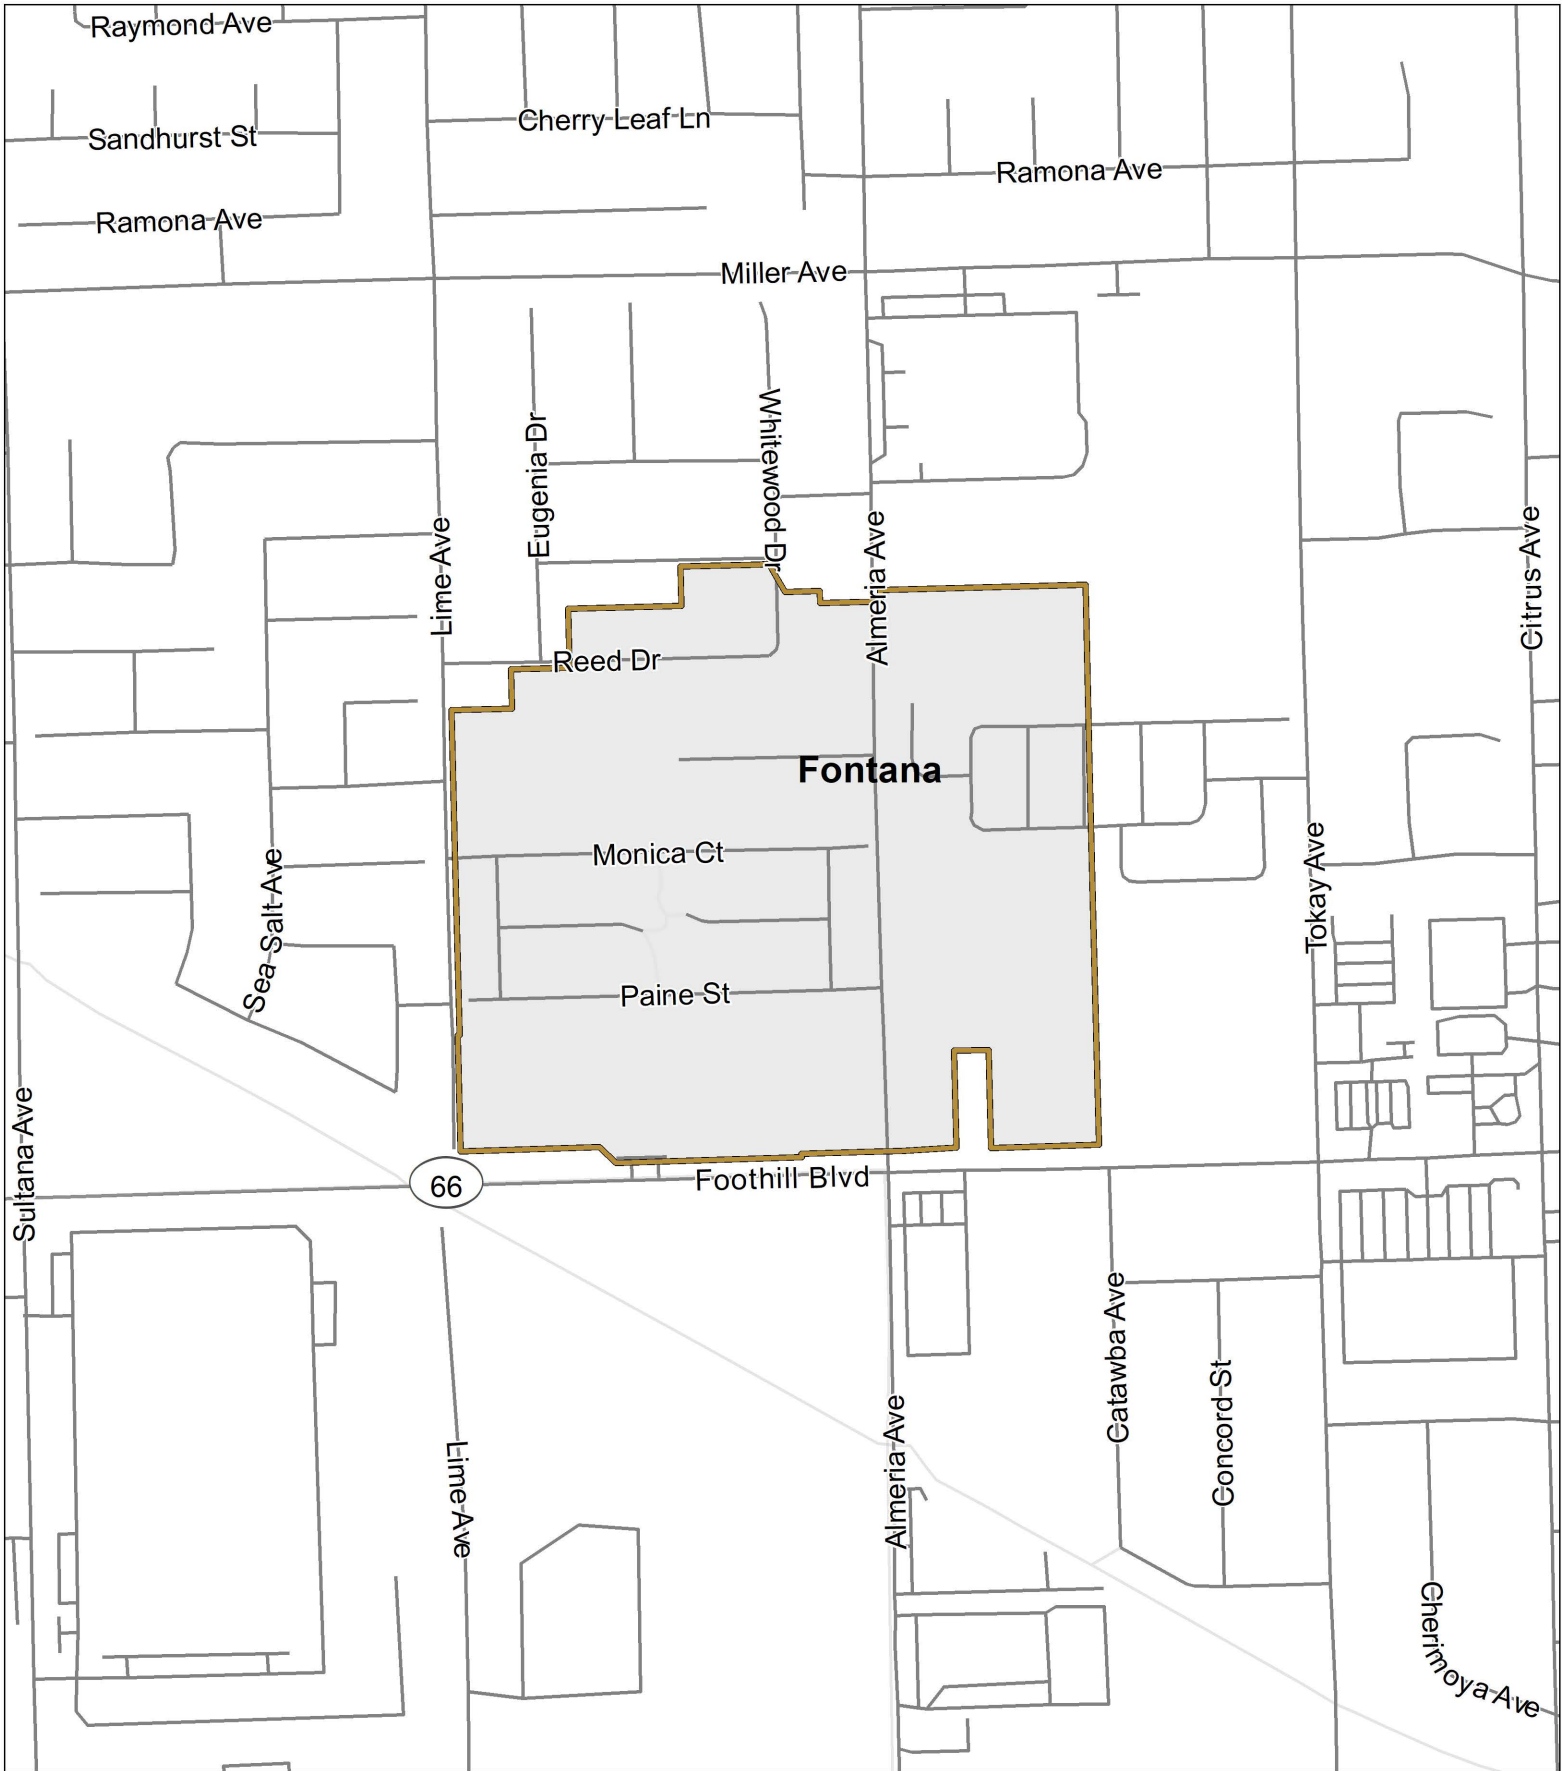 Raymond Ave
Cherry Leaf Ln
Sandhurst St
Ramona Ave
Ramona Ave
Miller Ave
Whitewood Dr
Eugenia Dr
Lime Ave
Almeria Ave
Citrus Ave
Reed Dr
Fontana
Monica Ct
Tokay Ave
Sea Salt Ave
Paine St
Sultana Ave
66
Foothill Blvd
Catawba Ave
Concord St
Almeria Ave
Lime Ave
Cherimoya Ave